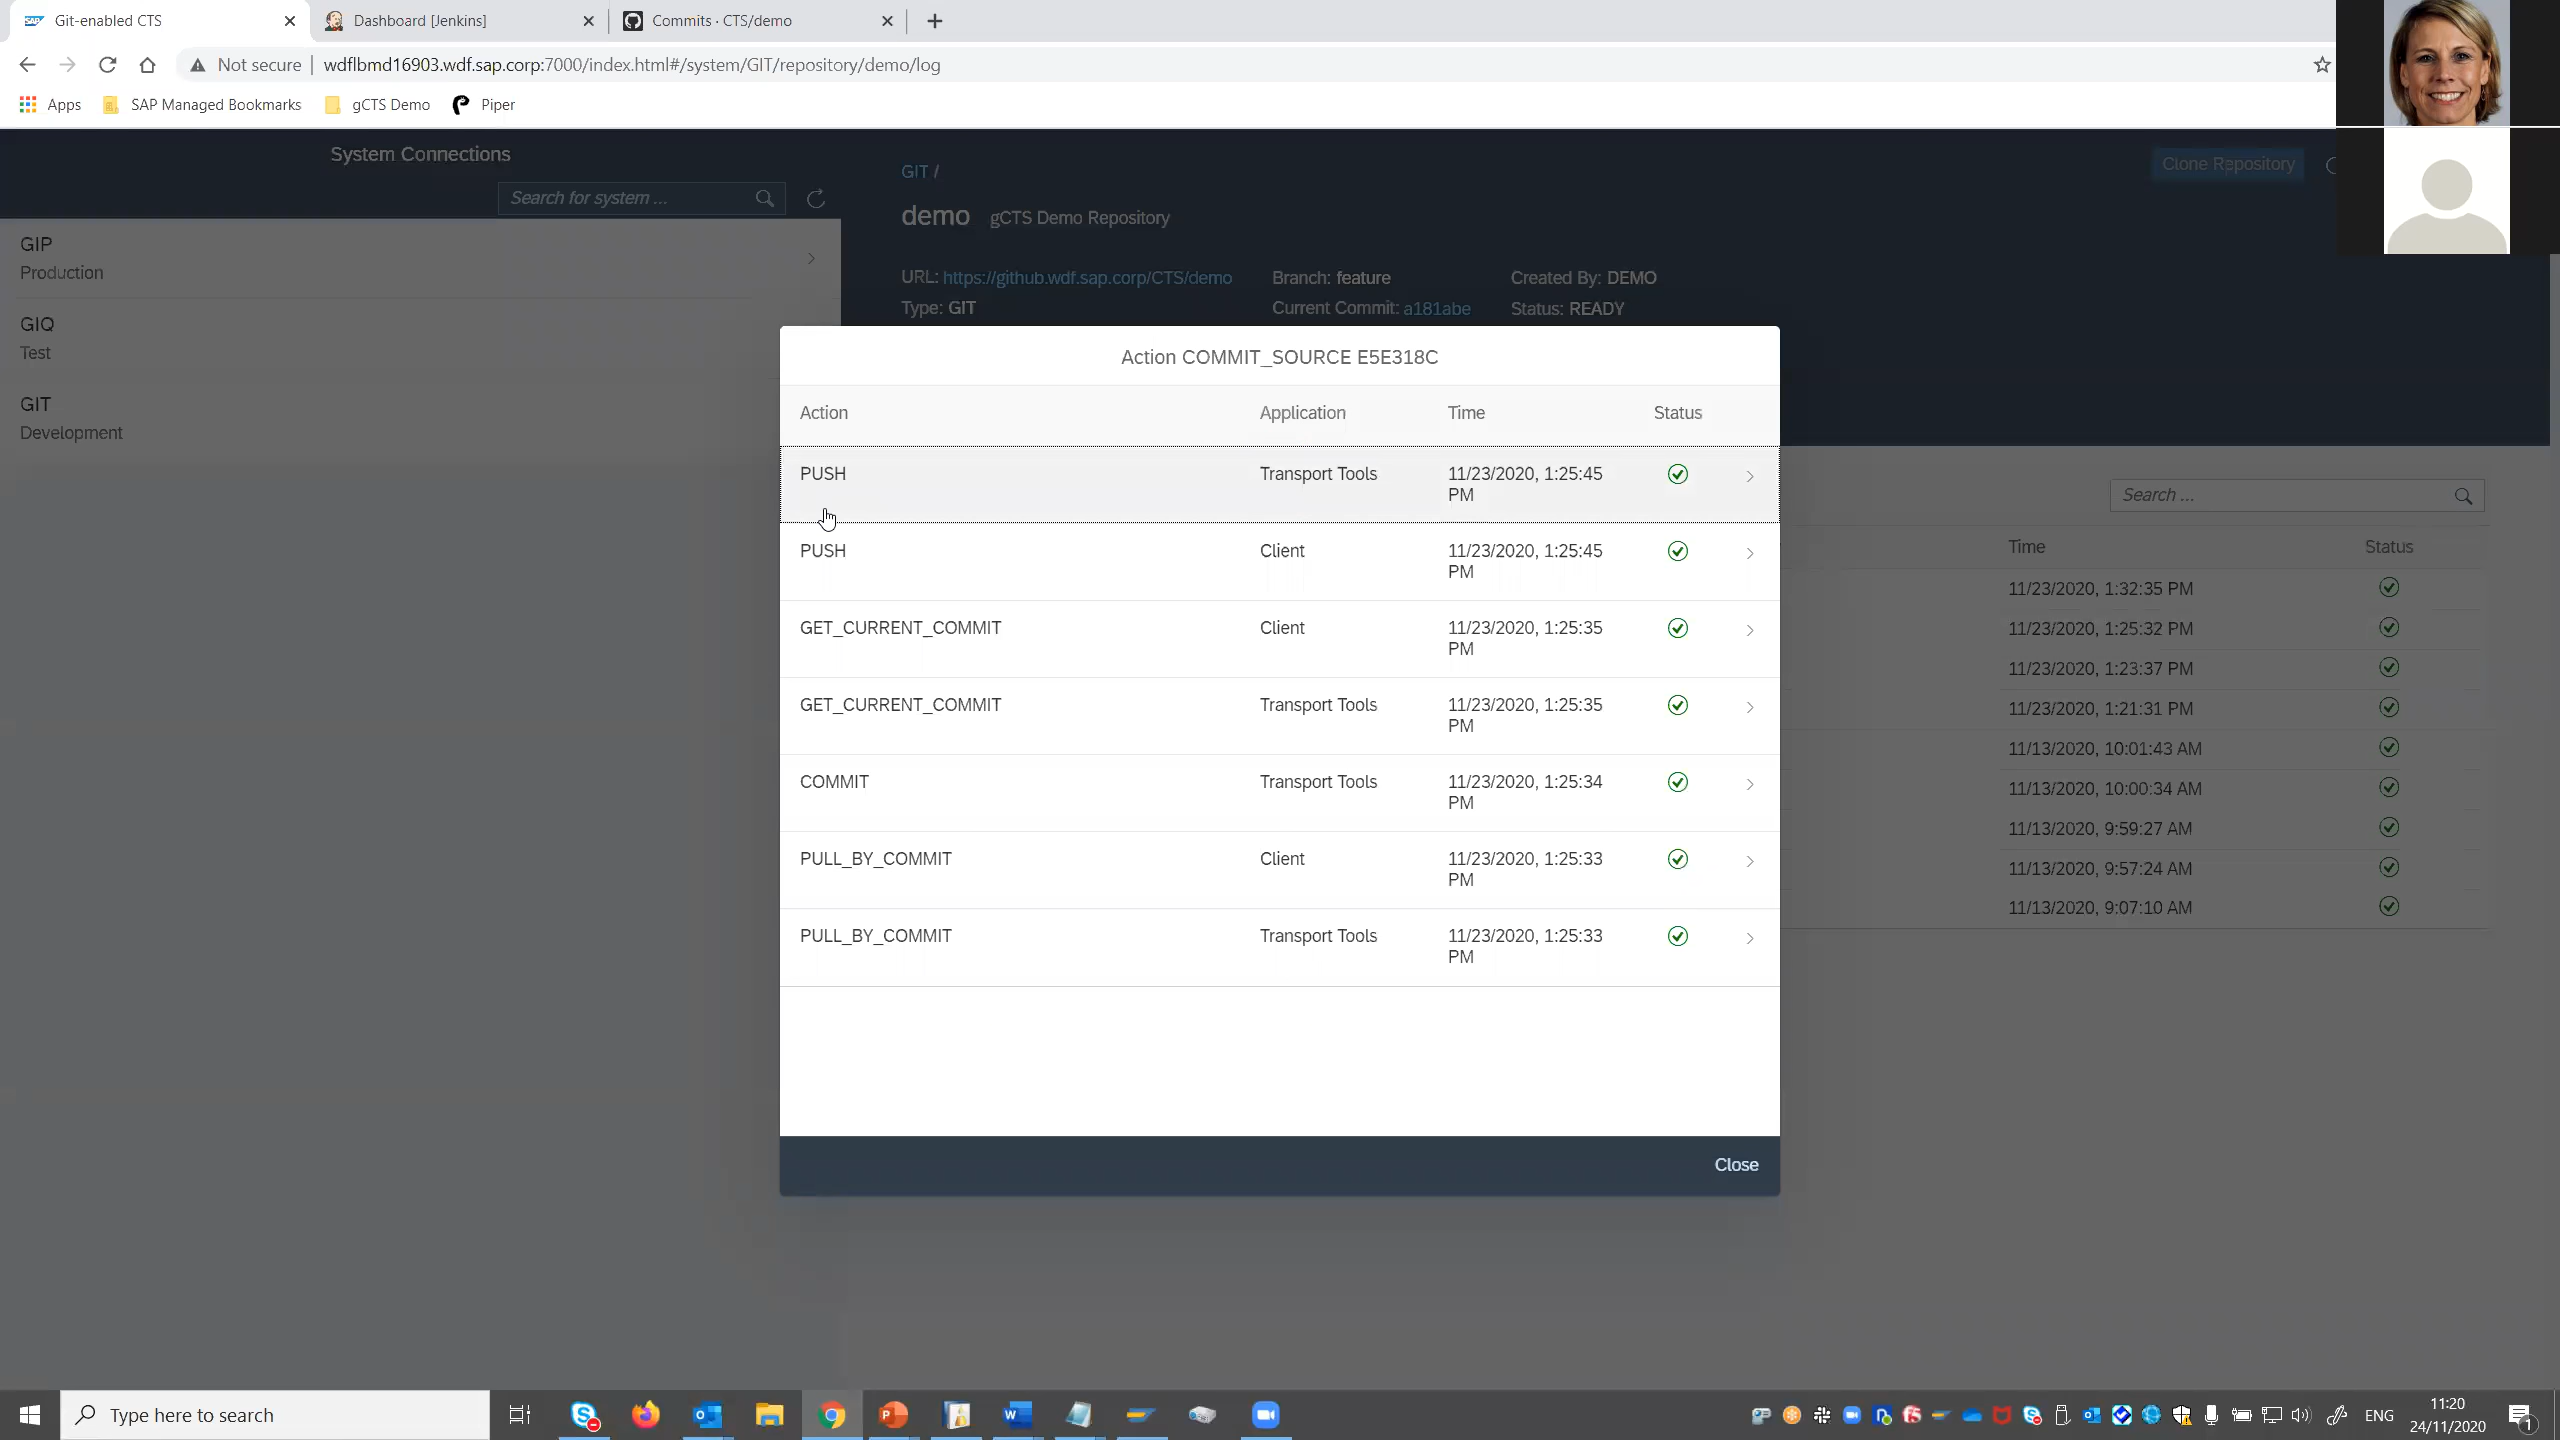 Git-enabled CTS
Dashboard [Jenkins]
Commits · CTS/demo
Not secure
wdflbmd16903.wdf.sap.corp:7000/index.html#/system/GIT/repository/demo/log
Apps
SAP Managed Bookmarks
gCTS Demo
Piper
System Connections
Search for system ...
GIP
Production
GIQ
Test
GIT
Development
GIT /
Clone Repository
demo gCTS Demo Repository
URL: https://github.wdf.sap.corp/CTS/demo
Branch: feature
Created By: DEMO
Type: GIT
Current Commit: a181abe
Status: READY
Action COMMIT_SOURCE E5E318C
Action Application Time Status
PUSH Transport Tools 11/23/2020, 1:25:45
PM
PUSH Client 11/23/2020, 1:25:45
PM
GET_CURRENT_COMMIT Client 11/23/2020, 1:25:35
PM
GET_CURRENT_COMMIT Transport Tools 11/23/2020, 1:25:35
PM
COMMIT Transport Tools 11/23/2020, 1:25:34
PM
PULL_BY_COMMIT Client 11/23/2020, 1:25:33
PM
PULL_BY_COMMIT Transport Tools 11/23/2020, 1:25:33
PM
Close
Search ...
Time Status
11/23/2020, 1:32:35 PM
11/23/2020, 1:25:32 PM
11/23/2020, 1:23:37 PM
11/23/2020, 1:21:31 PM
11/13/2020, 10:01:43 AM
11/13/2020, 10:00:34 AM
11/13/2020, 9:59:27 AM
11/13/2020, 9:57:24 AM
11/13/2020, 9:07:10 AM
Type here to search
ENG
11:20
24/11/2020
1